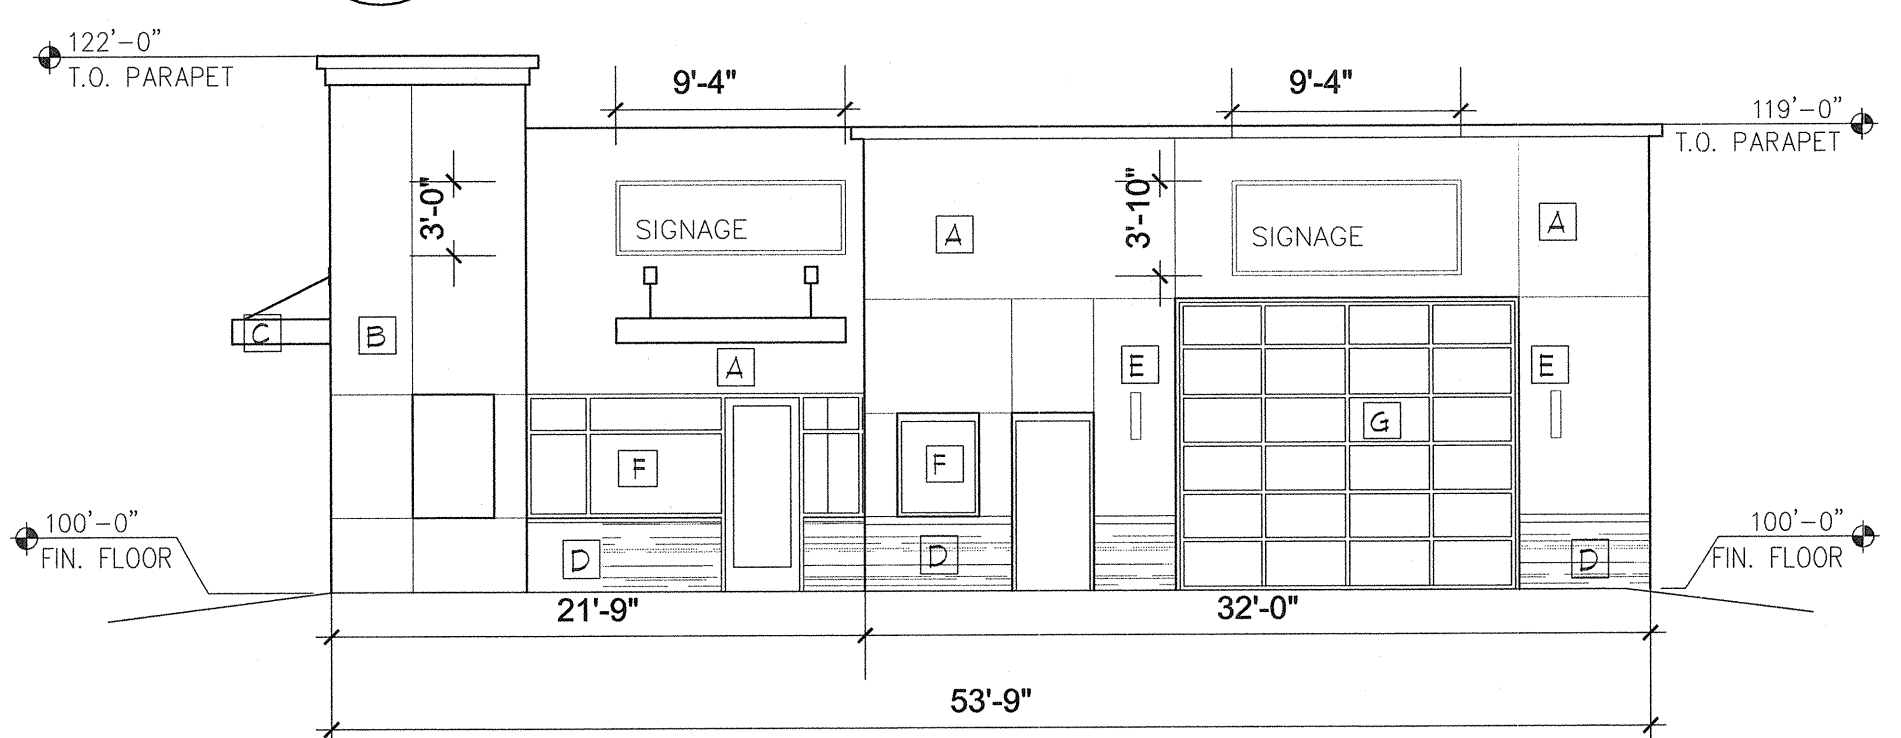 122'-0"
T.O. PARAPET
9'-4"
9'-4"
119'-0"
T.O. PARAPET
3'-0"
SIGNAGE
A
3'-10"
SIGNAGE
A
C
B
A
E
E
G
F
F
100'-0"
FIN. FLOOR
D
D
D
100'-0"
FIN. FLOOR
21'-9"
32'-0"
53'-9"